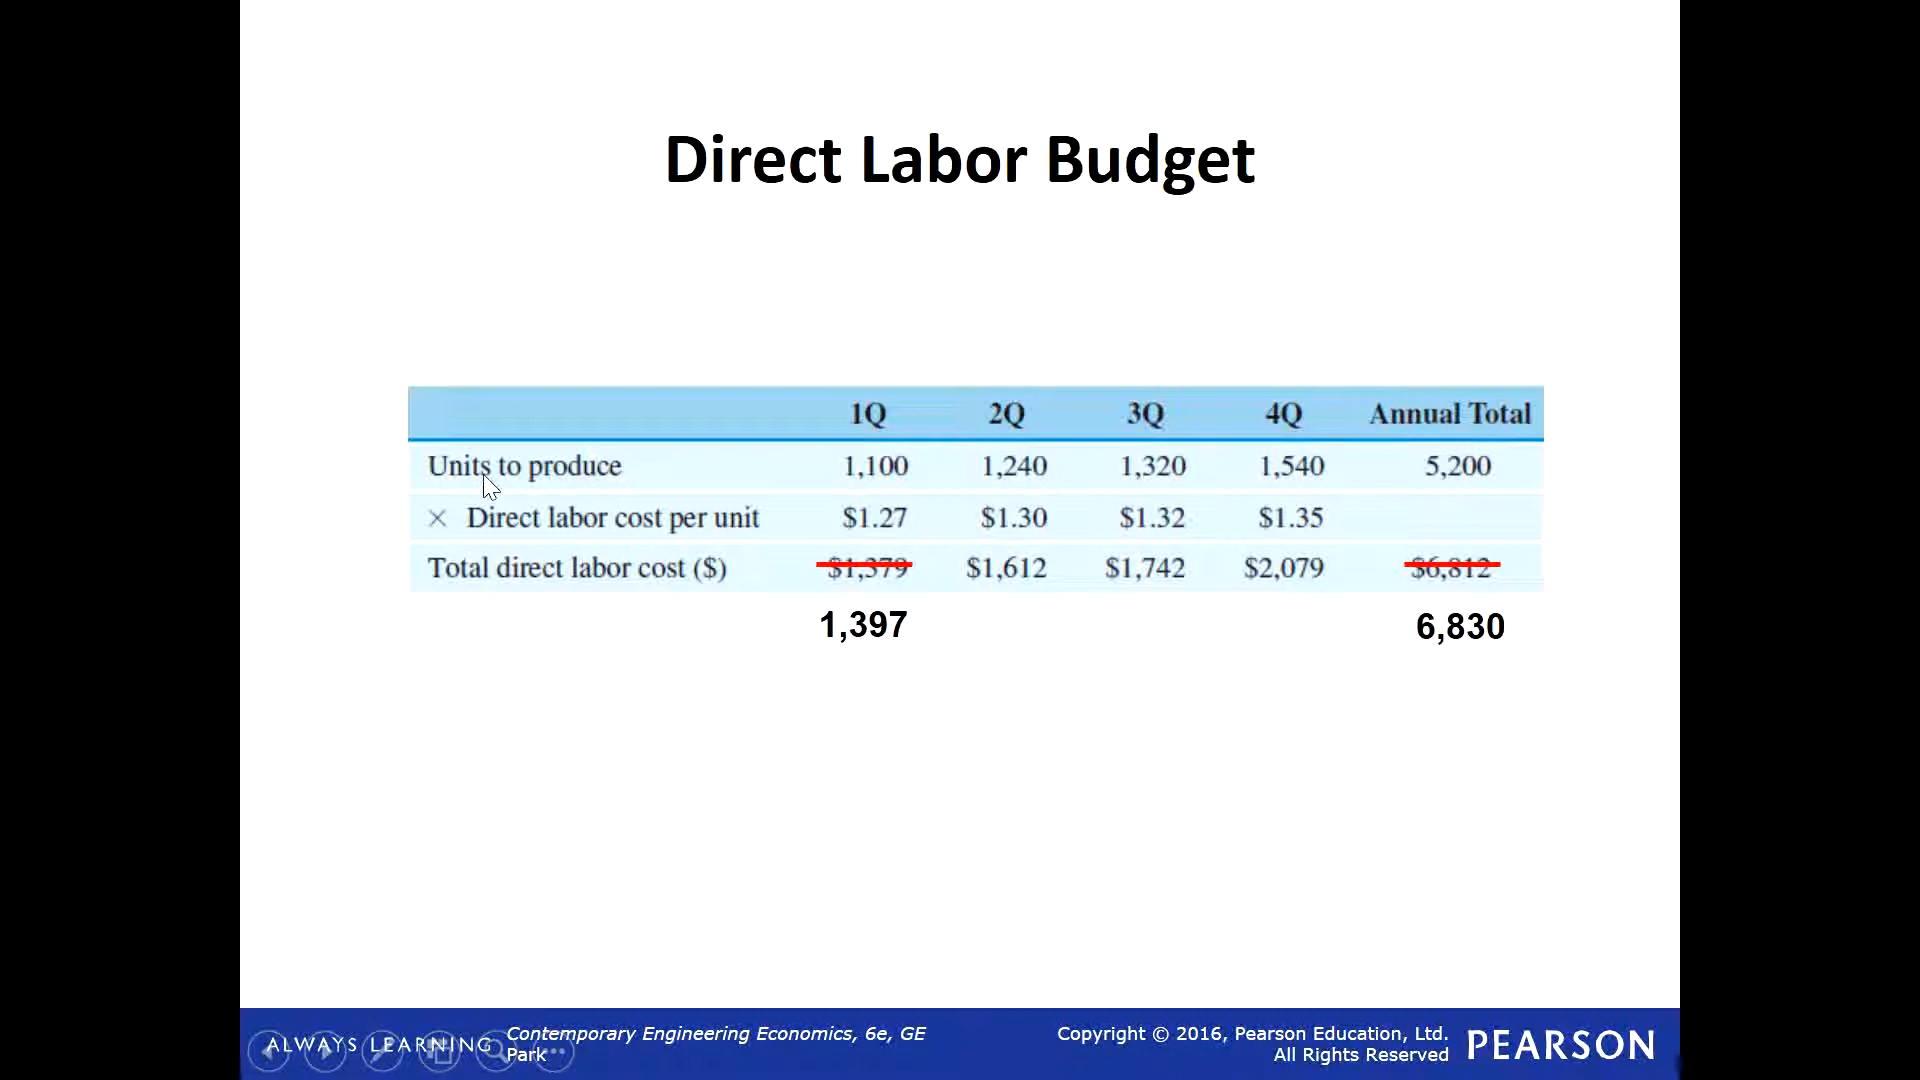 Direct Labor Budget
1Q 2Q 3Q 4Q Annual Total
Units to produce 1,100 1,240 1,320 1,540 5,200
× Direct labor cost per unit $1.27 $1.30 $1.32 $1.35
Total direct labor cost ($) $1,379 $1,612 $1,742 $2,079 $6,812
1,397 6,830
ALWAYS LEARNING
Contemporary Engineering Economics, 6e, GE
Park
Copyright © 2016, Pearson Education, Ltd.
All Rights Reserved
PEARSON